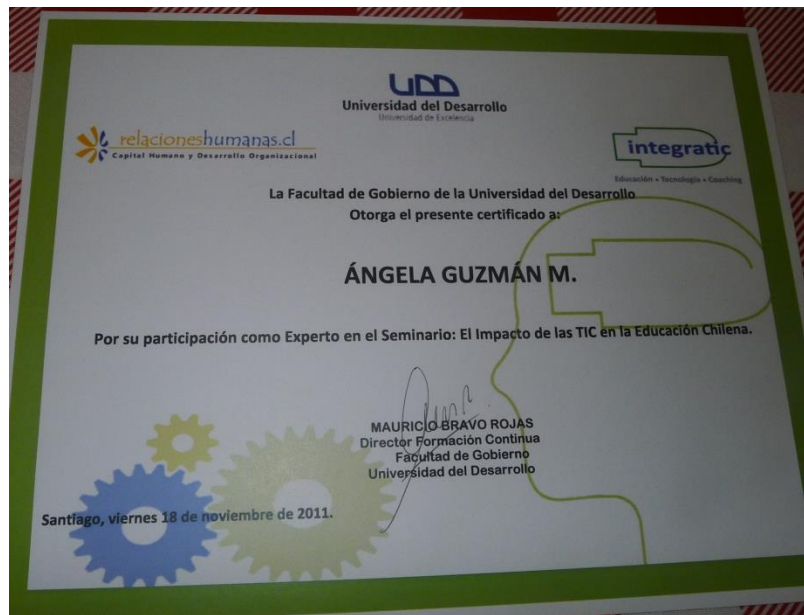 UDD
Universidad del Desarrollo
Universidad de Excelencia
relacioneshumanas.cl
Capital Humano y Desarrollo Organizacional
integratic
Educación • Tecnología • Coaching
La Facultad de Gobierno de la Universidad del Desarrollo
Otorga el presente certificado a:
ÁNGELA GUZMÁN M.
Por su participación como Experto en el Seminario: El Impacto de las TIC en la Educación Chilena.
MAURICIO BRAVO ROJAS
Director Formación Continua
Facultad de Gobierno
Universidad del Desarrollo
Santiago, viernes 18 de noviembre de 2011.